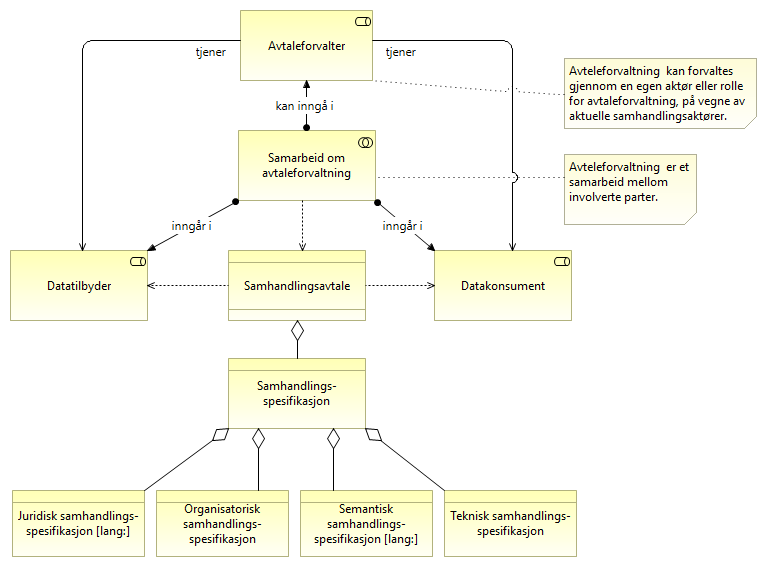 Avtaleforvalter
tjener
tjener
Avteleforvaltning kan forvaltes
gjennom en egen aktør eller rolle
for avtaleforvaltning, på vegne av
aktuelle samhandlingsaktører.
kan inngå i
Samarbeid om
avtaleforvaltning
Avteleforvaltning er et
samarbeid mellom
involverte parter.
inngår i
inngår i
Datatilbyder
Samhandlingsavtale
Datakonsument
Samhandlings-
spesifikasjon
Juridisk samhandlings-
spesifikasjon [lang:]
Organisatorisk
samhandlings-
spesifikasjon
Semantisk
samhandlings-
spesifikasjon [lang:]
Teknisk samhandlings-
spesifikasjon